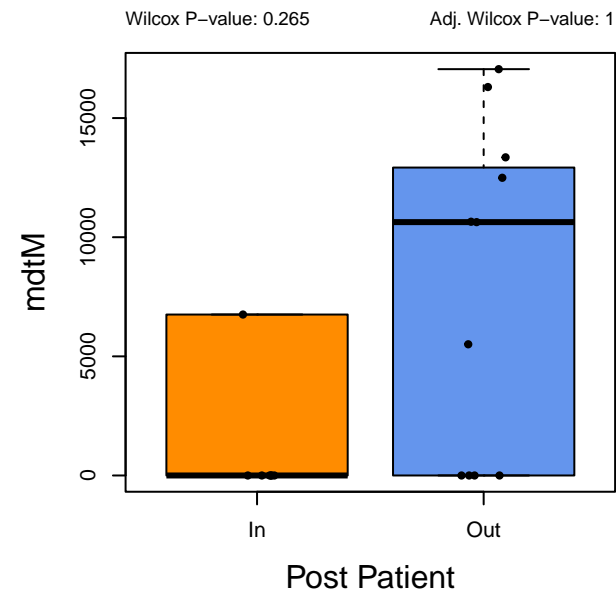 Wilcox P−value: 0.265 Adj. Wilcox P−value: 1
15000
10000
5000
0
mdtM
In Out
Post Patient